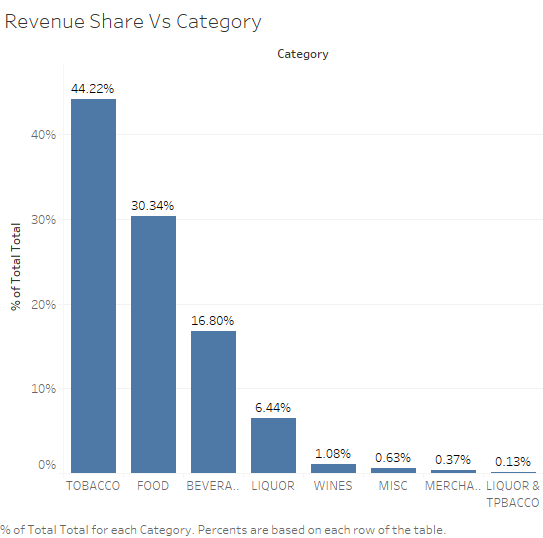 Revenue Share Vs Category
Category
44.22%
40%
30.34%
30%
% of Total Total
20%
16.80%
10%
6.44%
1.08%
0.63%
0.37%
0.13%
0%
TOBACCO FOOD BEVERA.. LIQUOR WINES MISC MERCHA.. LIQUOR &
TPBACCO
% of Total Total for each Category. Percents are based on each row of the table.